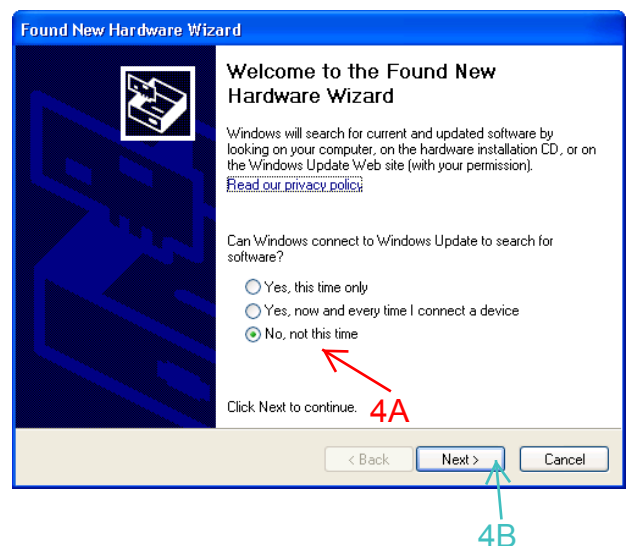 Found New Hardware Wizard
Welcome to the Found New
Hardware Wizard
Windows will search for current and updated software by
looking on your computer, on the hardware installation CD, or on
the Windows Update Web site (with your permission).
Read our privacy policy
Can Windows connect to Windows Update to search for
software?
Yes, this time only
Yes, now and every time I connect a device
No, not this time
Click Next to continue.
4A
< Back
Next >
Cancel
4B